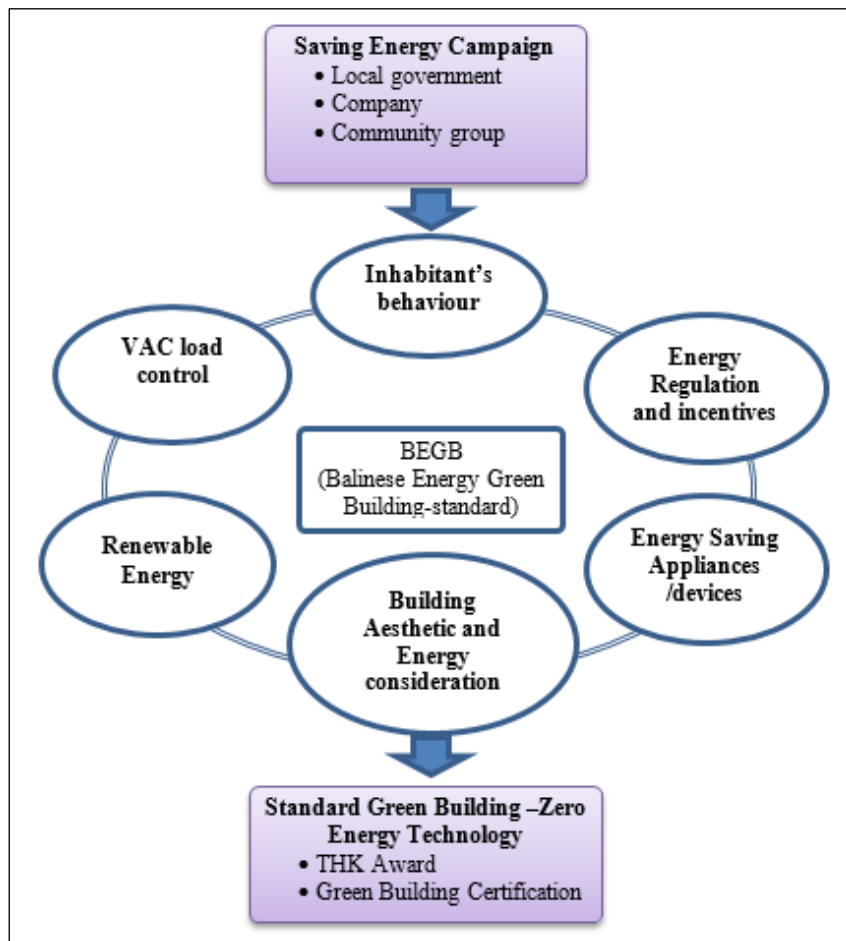 Saving Energy Campaign
• Local government
• Company
• Community group
Inhabitant's
behaviour
VAC load
control
Energy
Regulation
and incentives
BEGB
(Balinese Energy Green
Building-standard)
Renewable
Energy
Energy Saving
Appliances
/devices
Building
Aesthetic and
Energy
consideration
Standard Green Building –Zero
Energy Technology
• THK Award
• Green Building Certification